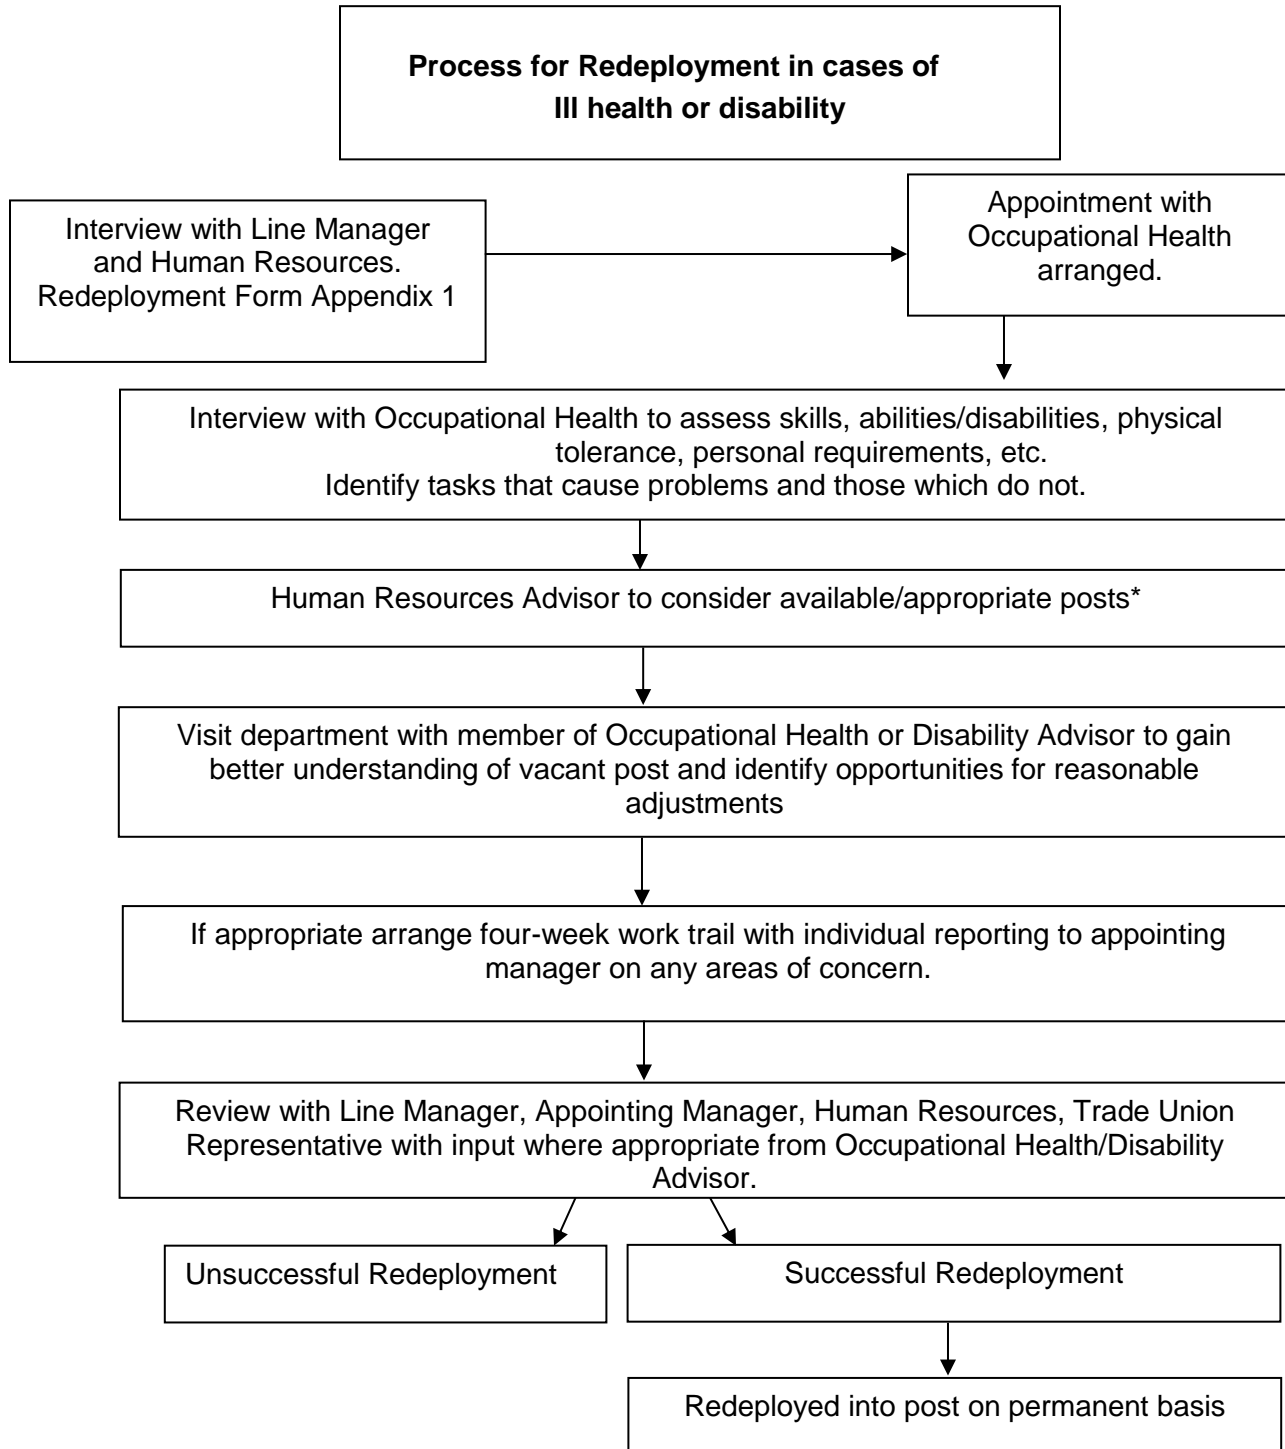 Process for Redeployment in cases of
Ill health or disability
Interview with Line Manager
and Human Resources.
Redeployment Form Appendix 1
Appointment with
Occupational Health
arranged.
Interview with Occupational Health to assess skills, abilities/disabilities, physical
tolerance, personal requirements, etc.
Identify tasks that cause problems and those which do not.
Human Resources Advisor to consider available/appropriate posts*
Visit department with member of Occupational Health or Disability Advisor to gain
better understanding of vacant post and identify opportunities for reasonable
adjustments
If appropriate arrange four-week work trail with individual reporting to appointing
manager on any areas of concern.
Review with Line Manager, Appointing Manager, Human Resources, Trade Union
Representative with input where appropriate from Occupational Health/Disability
Advisor.
Unsuccessful Redeployment
Successful Redeployment
Redeployed into post on permanent basis